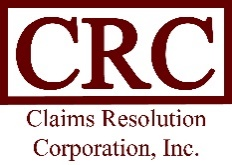 CRC
Claims Resolution
Corporation, Inc.